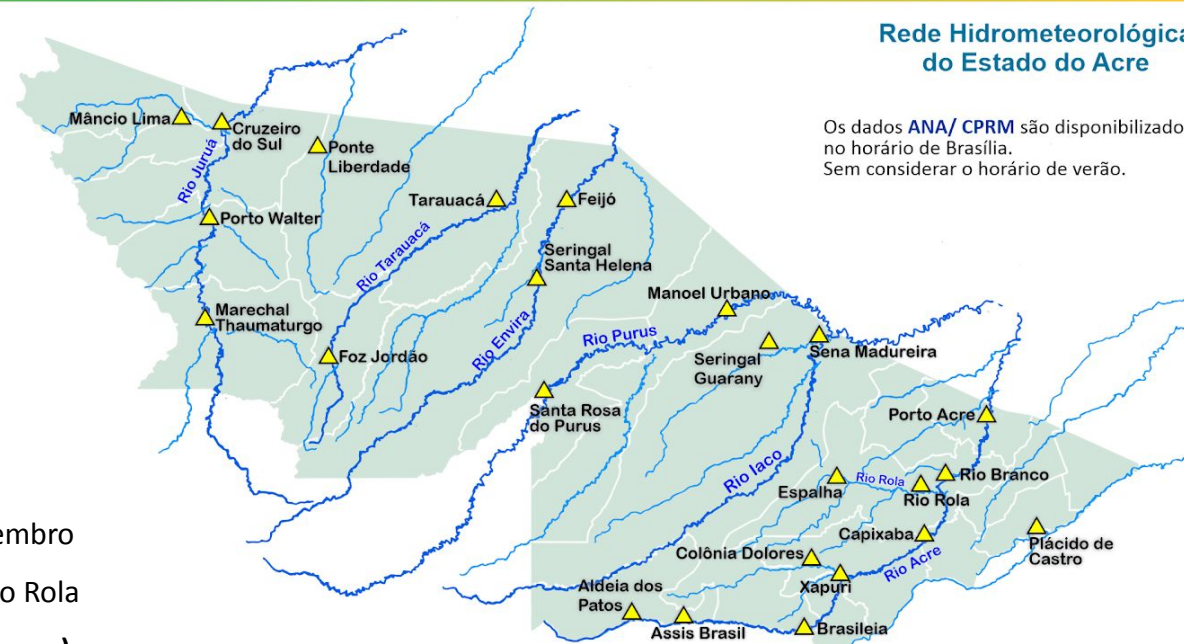 Rede Hidrometeorológica
do Estado do Acre
Os dados ANA/ CPRM são disponibilizado
no horário de Brasília.
Sem considerar o horário de verão.
Mâncio Lima
Cruzeiro
do Sul
Ponte
Liberdade
Rio Juruá
Porto Walter
Tarauacá
Feijó
Rio Tarauacá
Seringal
Santa Helena
Marechal
Thaumaturgo
Foz Jordão
Rio Envira
Manoel Urbano
Rio Purus
Seringal
Guarany
Sena Madureira
Santa Rosa
do Purus
Porto Acre
Rio Iaco
Espalha
Rio Rola
Rio Rola
Rio Branco
Capixaba
Plácido de
Castro
Colônia Dolores
Xapuri
Rio Acre
Aldeia dos
Patos
Assis Brasil
Brasileia
embro
o Rola